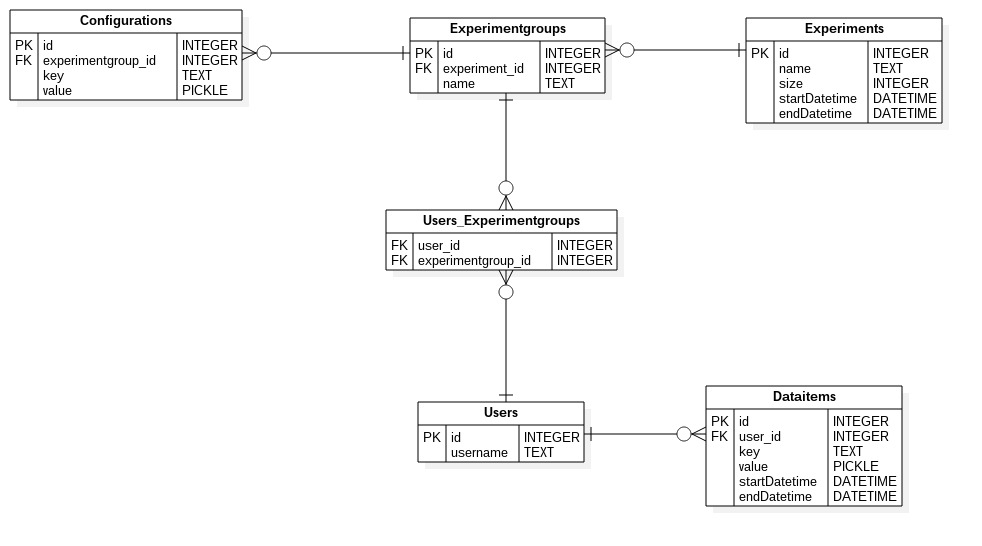 Configurations
PK id INTEGER
FK experimentgroup_id INTEGER
key TEXT
value PICKLE
Experimentgroups
PK id INTEGER
FK experiment_id INTEGER
name TEXT
Experiments
PK id INTEGER
name TEXT
size INTEGER
startDatetime DATETIME
endDatetime DATETIME
Users_Experimentgroups
FK user_id INTEGER
FK experimentgroup_id INTEGER
Users
PK id INTEGER
username TEXT
Dataitems
PK id INTEGER
FK user_id INTEGER
key TEXT
value PICKLE
startDatetime DATETIME
endDatetime DATETIME